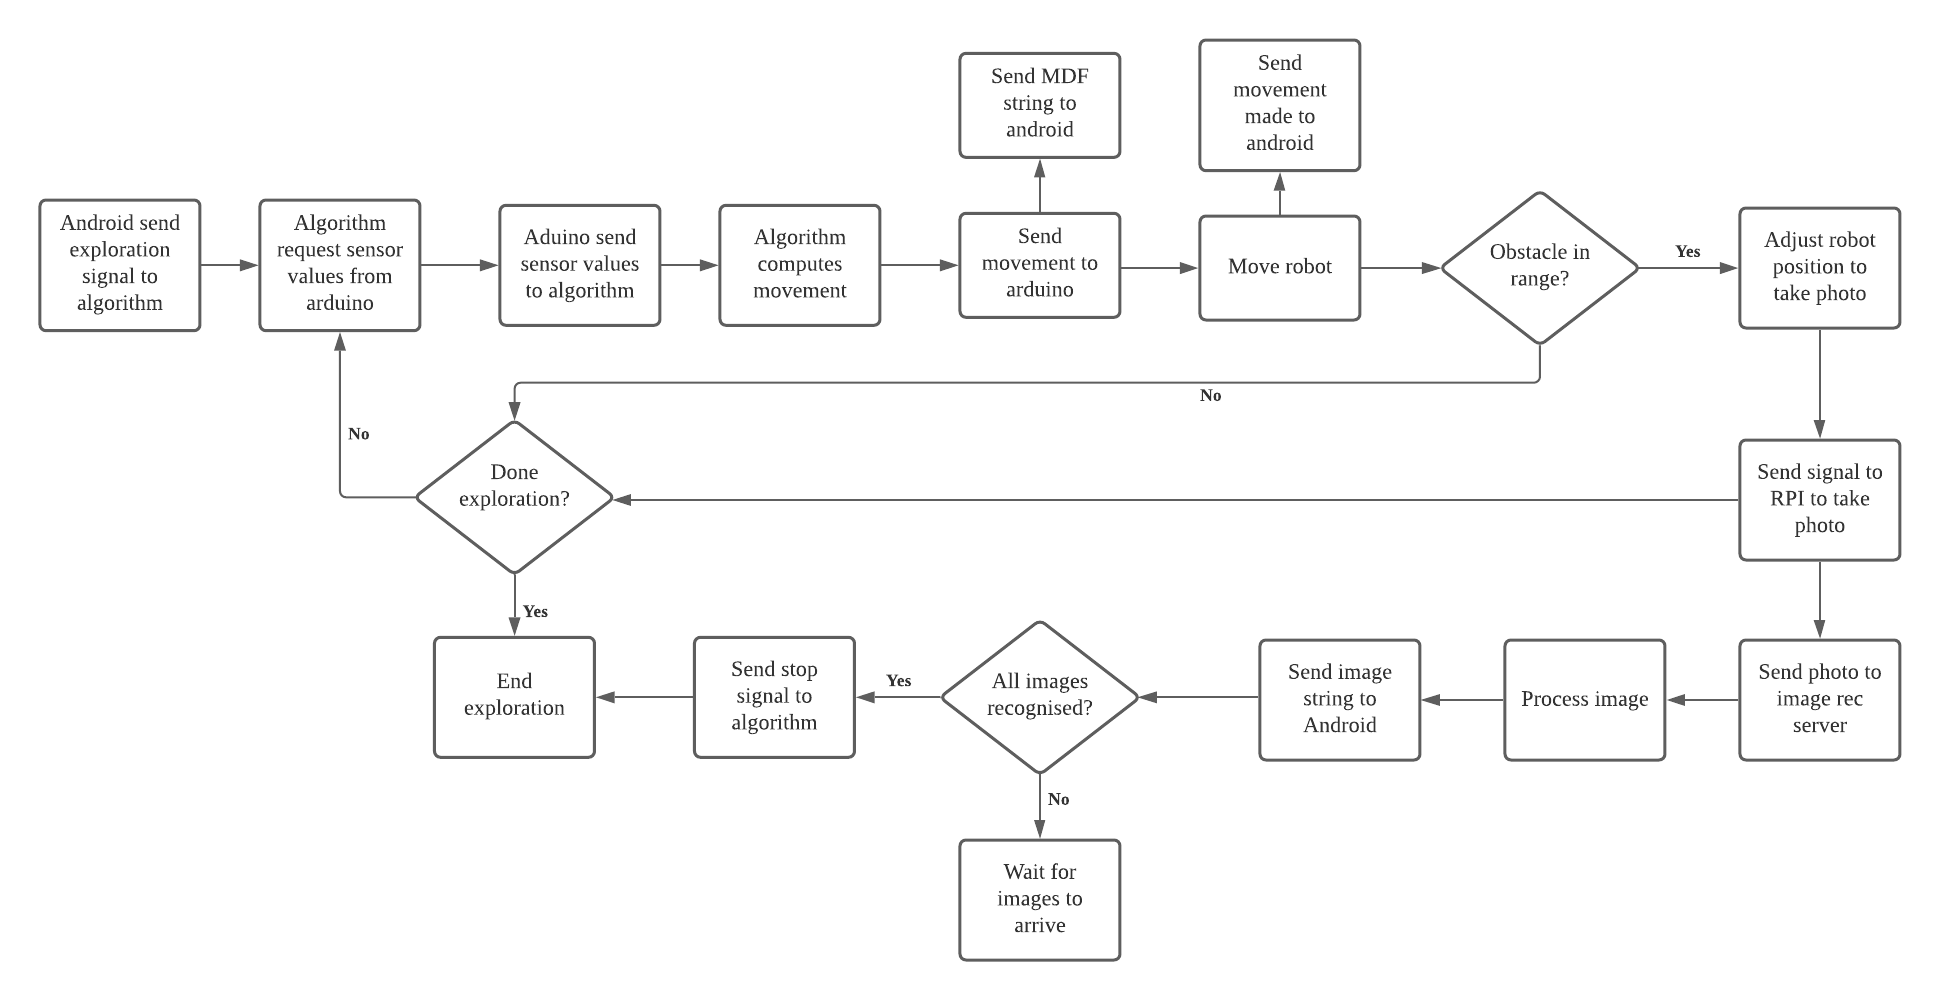 Send MDF
string to
android
Send
movement
made to
android
Android send
exploration
signal to
algorithm
Algorithm
request sensor
values from
arduino
Aduino send
sensor values
to algorithm
Algorithm
computes
movement
Send
movement to
arduino
Move robot
Obstacle in
range?
Yes
Adjust robot
position to
take photo
No
No
Done
exploration?
Send signal to
RPI to take
photo
Yes
End
exploration
Send stop
signal to
algorithm
Yes
All images
recognised?
Send image
string to
Android
Process image
Send photo to
image rec
server
No
Wait for
images to
arrive